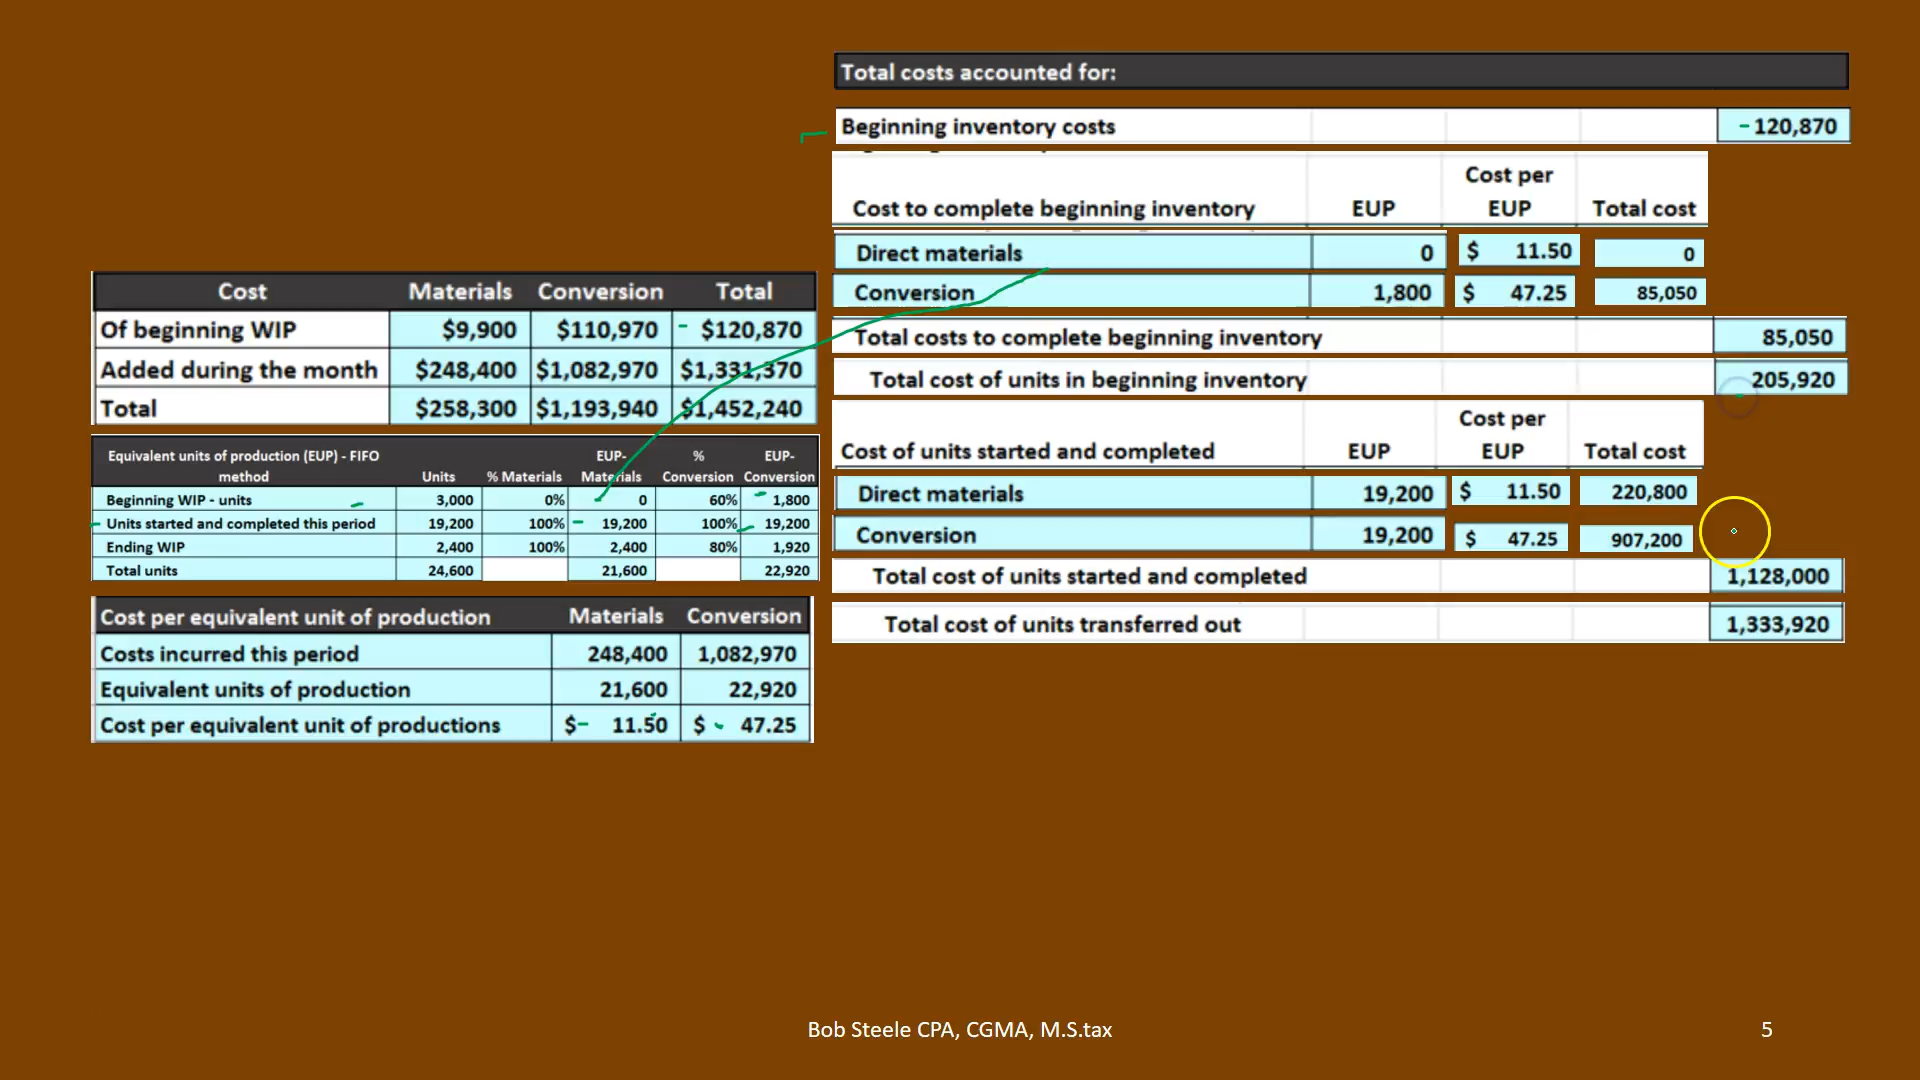 Total costs accounted for:
Beginning inventory costs 120,870
Cost to complete beginning inventory EUP Cost per EUP Total cost
Direct materials 0 $ 11.50 0
Conversion 1,800 $ 47.25 85,050
Total costs to complete beginning inventory 85,050
Total cost of units in beginning inventory 205,920
Cost of units started and completed EUP Cost per EUP Total cost
Direct materials 19,200 $ 11.50 220,800
Conversion 19,200 $ 47.25 907,200
Total cost of units started and completed 1,128,000
Total cost of units transferred out 1,333,920
Cost Materials Conversion Total
Of beginning WIP $9,900 $110,970 $120,870
Added during the month $248,400 $1,082,970 $1,331,370
Total $258,300 $1,193,940 $1,452,240
Equivalent units of production (EUP) - FIFO method Units % Materials EUP- Materials % Conversion EUP- Conversion
Beginning WIP - units 3,000 0% 0 60% 1,800
Units started and completed this period 19,200 100% 19,200 100% 19,200
Ending WIP 2,400 100% 2,400 80% 1,920
Total units 24,600 21,600 22,920
Cost per equivalent unit of production Materials Conversion
Costs incurred this period 248,400 1,082,970
Equivalent units of production 21,600 22,920
Cost per equivalent unit of productions $ 11.50 $ 47.25
Bob Steele CPA, CGMA, M.S.tax
5